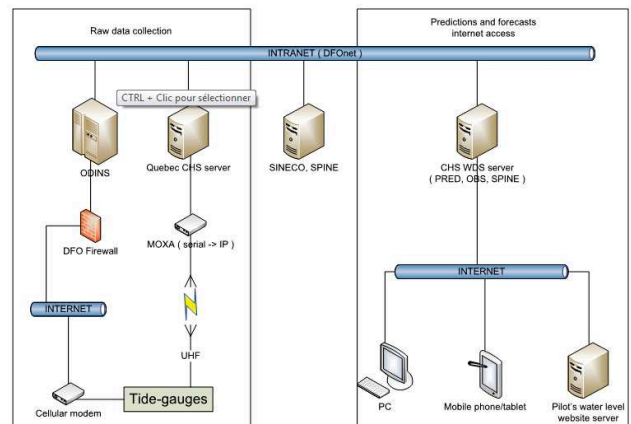 Raw data collection
Predictions and forecasts
internet access
INTRANET ( DFOnet )
CTRL + Clic pour sélectionner
ODINS
Quebec CHS server
SINECO, SPINE
CHS WDS server
( PRED, OBS, SPINE )
DFO Firewall
MOXA ( serial -> IP )
INTERNET
INTERNET
UHF
Tide-gauges
Cellular modem
PC
Mobile phone/tablet
Pilot's water level
website server